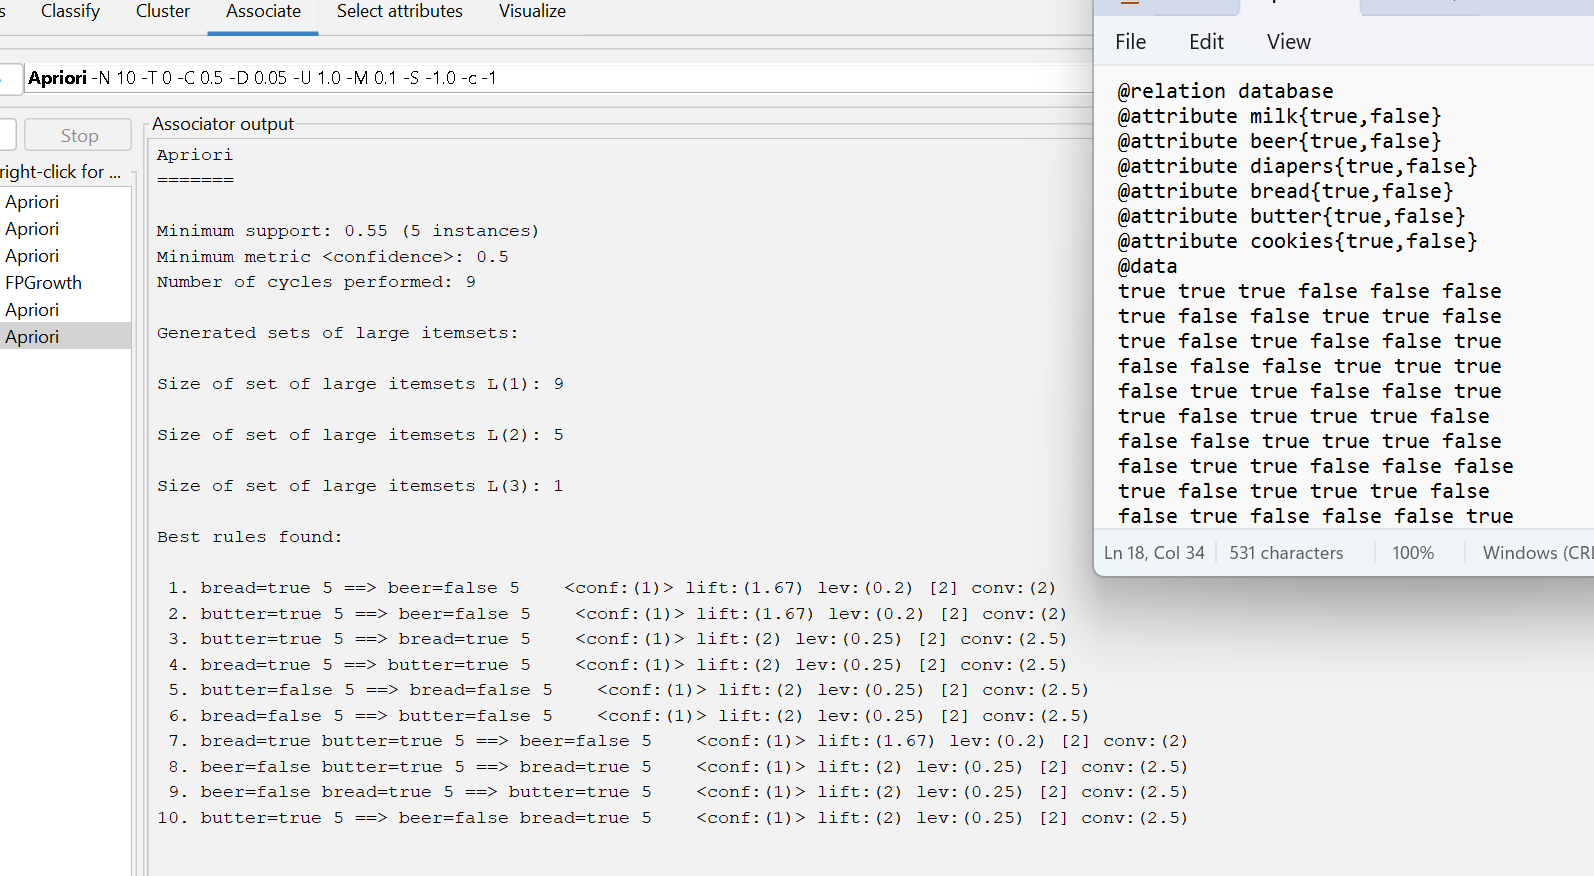 s Classify Cluster Associate Select attributes Visualize
Apriori -N 10 -T 0 -C 0.5 -D 0.05 -U 1.0 -M 0.1 -S -1.0 -c -1
Stop
right-click for ...
Apriori
Apriori
Apriori
FPGrowth
Apriori
Apriori
Associator output
Apriori
=======
Minimum support: 0.55 (5 instances)
Minimum metric <confidence>: 0.5
Number of cycles performed: 9
Generated sets of large itemsets:
Size of set of large itemsets L(1): 9
Size of set of large itemsets L(2): 5
Size of set of large itemsets L(3): 1
Best rules found:
1. bread=true 5 ==> beer=false 5 <conf:(1)> lift:(1.67) lev:(0.2) [2] conv:(2)
2. butter=true 5 ==> beer=false 5 <conf:(1)> lift:(1.67) lev:(0.2) [2] conv:(2)
3. butter=true 5 ==> bread=true 5 <conf:(1)> lift:(2) lev:(0.25) [2] conv:(2.5)
4. bread=true 5 ==> butter=true 5 <conf:(1)> lift:(2) lev:(0.25) [2] conv:(2.5)
5. butter=false 5 ==> bread=false 5 <conf:(1)> lift:(2) lev:(0.25) [2] conv:(2.5)
6. bread=false 5 ==> butter=false 5 <conf:(1)> lift:(2) lev:(0.25) [2] conv:(2.5)
7. bread=true butter=true 5 ==> beer=false 5 <conf:(1)> lift:(1.67) lev:(0.2) [2] conv:(2)
8. beer=false butter=true 5 ==> bread=true 5 <conf:(1)> lift:(2) lev:(0.25) [2] conv:(2.5)
9. beer=false bread=true 5 ==> butter=true 5 <conf:(1)> lift:(2) lev:(0.25) [2] conv:(2.5)
10. butter=true 5 ==> beer=false bread=true 5 <conf:(1)> lift:(2) lev:(0.25) [2] conv:(2.5)
File Edit View
@relation database
@attribute milk{true,false}
@attribute beer{true,false}
@attribute diapers{true,false}
@attribute bread{true,false}
@attribute butter{true,false}
@attribute cookies{true,false}
@data
true true true false false false
true false false true true false
true false true false false true
false false false true true true
false true true false false true
true false true true true false
false false true true true false
false true true false false false
true false true true true false
false true false false false true
Ln 18, Col 34 531 characters 100% Windows (CRL